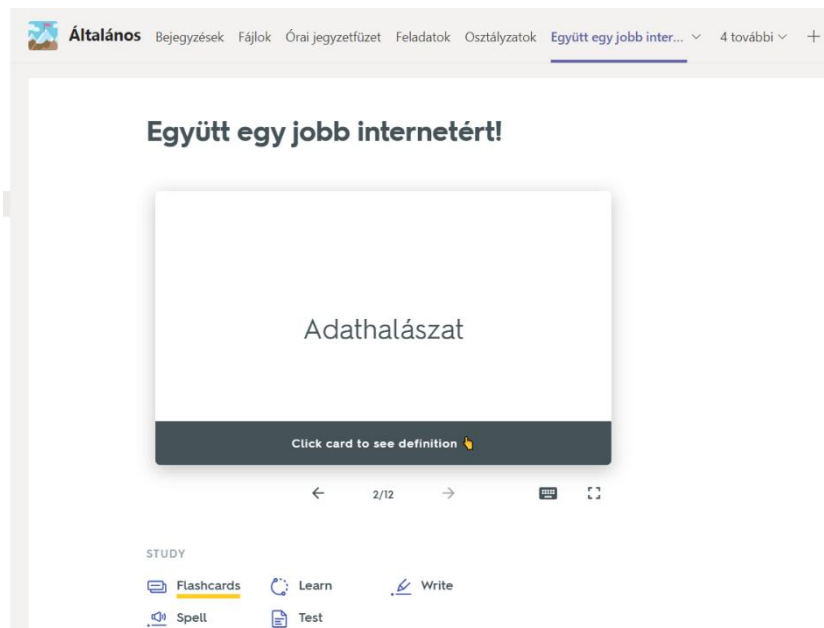 Általános Bejegyzések Fájlok Órai jegyzetfüzet Feladatok Osztályzatok Együtt egy jobb inter... 4 további
Együtt egy jobb internetért!
Adathalászat
Click card to see definition
2/12
STUDY
Flashcards Learn Write
Spell Test